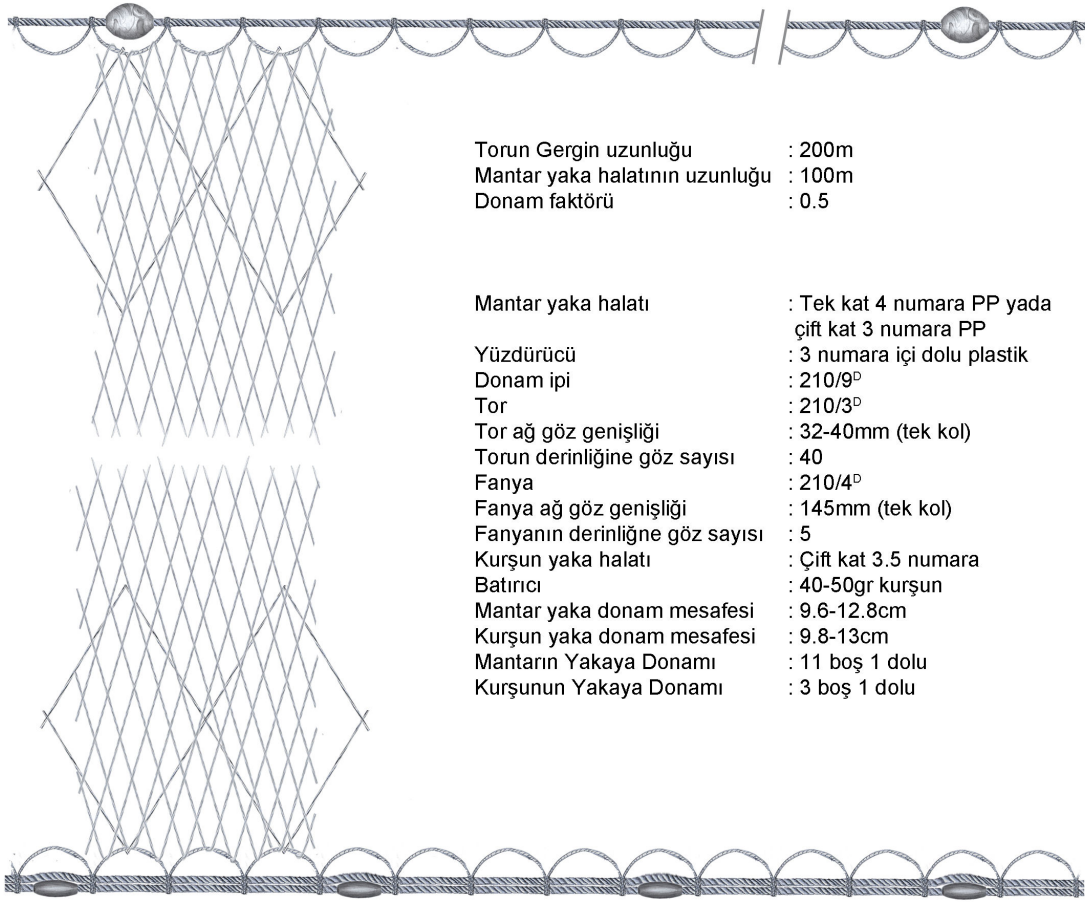 Torun Gergin uzunluğu : 200m
Mantar yaka halatının uzunluğu : 100m
Donam faktörü : 0.5
Mantar yaka halatı : Tek kat 4 numara PP yada
çift kat 3 numara PP
Yüzdürücü : 3 numara içi dolu plastik
Donam ipi : 210/9ᴰ
Tor : 210/3ᴰ
Tor ağ göz genişliği : 32-40mm (tek kol)
Torun derinliğine göz sayısı : 40
Fanya : 210/4ᴰ
Fanya ağ göz genişliği : 145mm (tek kol)
Fanyanın derinliğne göz sayısı : 5
Kurşun yaka halatı : Çift kat 3.5 numara
Batırıcı : 40-50gr kurşun
Mantar yaka donam mesafesi : 9.6-12.8cm
Kurşun yaka donam mesafesi : 9.8-13cm
Mantarın Yakaya Donamı : 11 boş 1 dolu
Kurşunun Yakaya Donamı : 3 boş 1 dolu